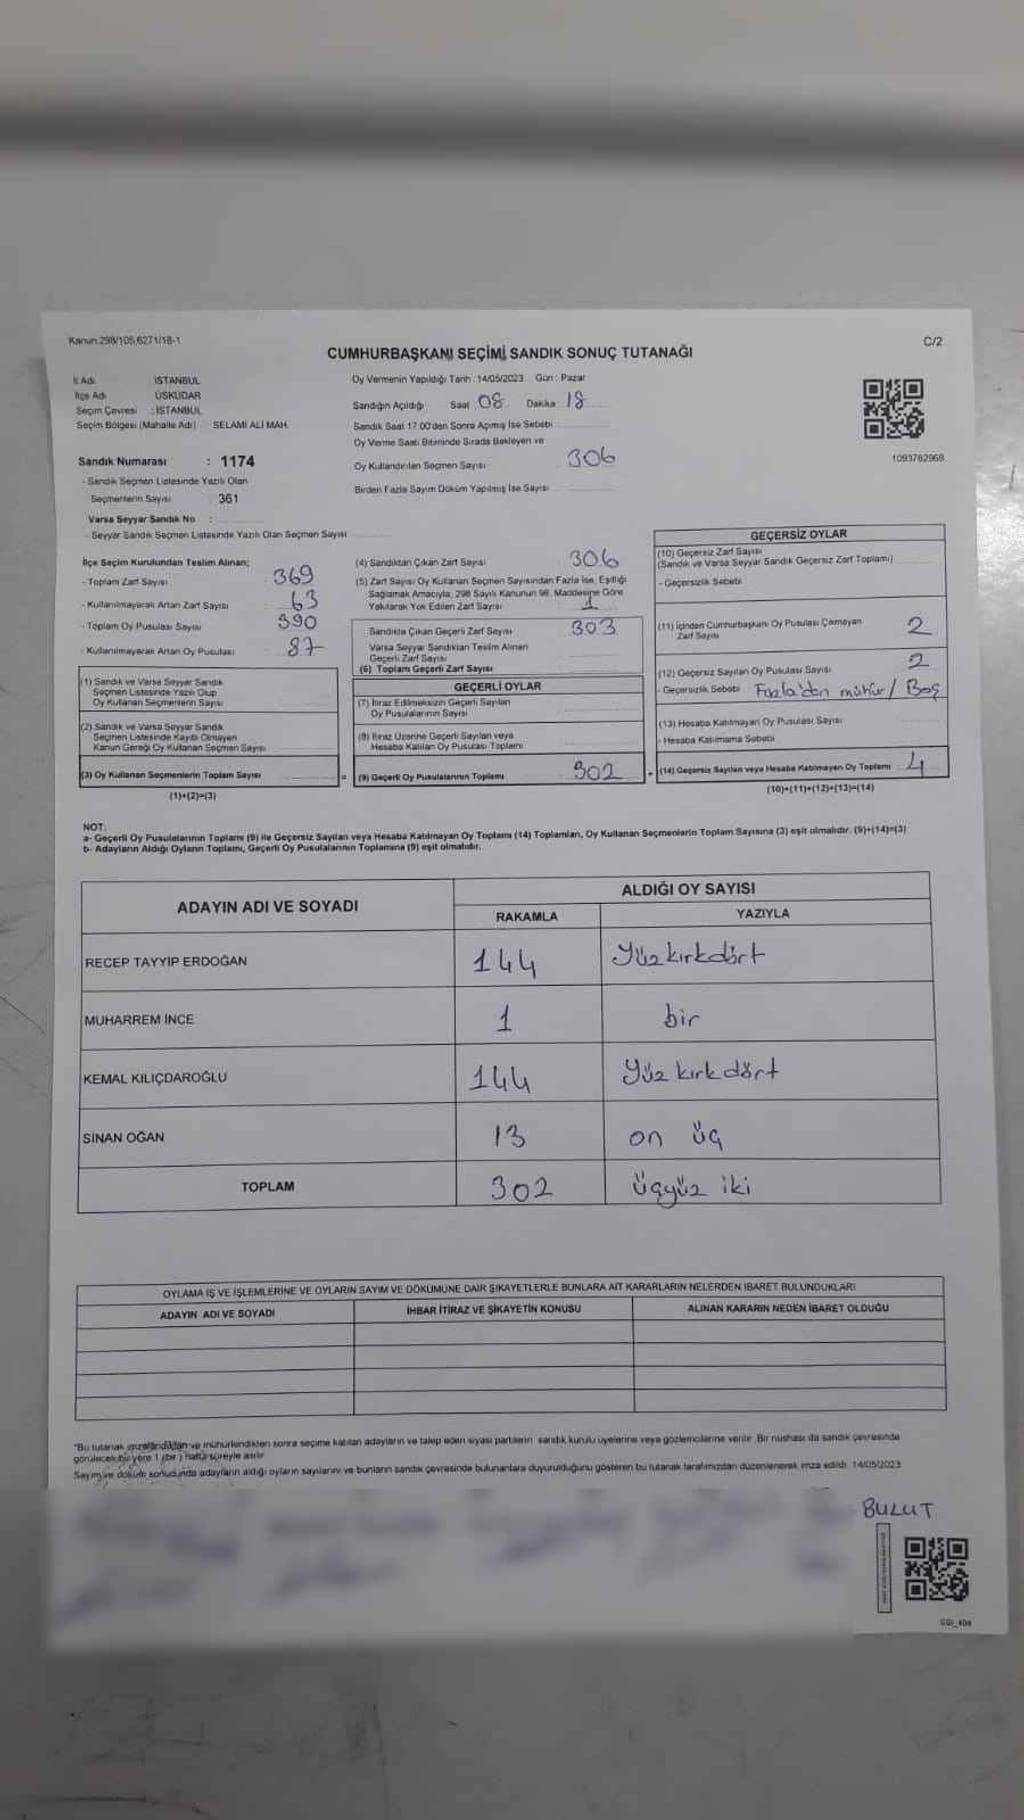 Kanun:298/105,6271/18-1
C/2
CUMHURBAŞKANI SEÇİMİ SANDIK SONUÇ TUTANAĞI
İl Adı İSTANBUL
İlçe Adı ÜSKÜDAR
Seçim Çevresi : İSTANBUL
Seçim Bölgesi (Mahalle Adı) SELAMİ ALİ MAH.
Sandık Numarası : 1174
- Sandık Seçmen Listesinde Yazılı Olan
Seçmenlerin Sayısı 361
Varsa Seyyar Sandık No :
- Seyyar Sandık Seçmen Listesinde Yazılı Olan Seçmen Sayısı
Oy Vermenin Yapıldığı Tarih : 14/05/2023 Gün : Pazar
Sandığın Açıldığı Saat 08 Dakika 18
Sandık Saat 17:00'den Sonra Açımış İse Sebebi
Oy Verme Saati Bitiminde Sırada Bekleyen ve
Oy Kullandırılan Seçmen Sayısı 306
Birden Fazla Sayım Döküm Yapılmış İse Sayısı
1093762968
İlçe Seçim Kurulundan Teslim Alınan;
- Toplam Zarf Sayısı 369
- Kullanılmayarak Artan Zarf Sayısı 63
- Toplam Oy Pusulası Sayısı 390
- Kullanılmayarak Artan Oy Pusulası 87
(1) Sandık ve Varsa Seyyar Sandık
Seçmen Listesinde Yazılı Olup
Oy Kullanan Seçmenlerin Sayısı
(2) Sandık ve Varsa Seyyar Sandık
Seçmen Listesinde Kayıtlı Olmayan
Kanun Gereği Oy Kullanan Seçmen Sayısı
(3) Oy Kullanan Seçmenlerin Toplam Sayısı
=
(1)+(2)=(3)
(4) Sandıktan Çıkan Zarf Sayısı 306
(5) Zarf Sayısı Oy Kullanan Seçmen Sayısından Fazla İse, Eşitliği
Sağlamak Amacıyla, 298 Sayılı Kanunun 98. Maddesine Göre
Yakılarak Yok Edilen Zarf Sayısı 1
Sandıkta Çıkan Geçerli Zarf Sayısı 303
Varsa Seyyar Sandıktan Teslim Alınan
Geçerli Zarf Sayısı
(6) Toplam Geçerli Zarf Sayısı
GEÇERLİ OYLAR
(7) İtiraz Edilmeksizin Geçerli Sayılan
Oy Pusulalarının Sayısı
(8) İtiraz Üzerine Geçerli Sayılan veya
Hesaba Katılan Oy Pusulası Toplamı
(9) Geçerli Oy Pusulalarının Toplamı 302
+
GEÇERSİZ OYLAR
(10) Geçersiz Zarf Sayısı
(Sandık ve Varsa Seyyar Sandık Geçersiz Zarf Toplamı)
- Geçersizlik Sebebi
(11) İçinden Cumhurbaşkanı Oy Pusulası Çıkmayan
Zarf Sayısı 2
(12) Geçersiz Sayılan Oy Pusulası Sayısı 2
- Geçersizlik Sebebi Fazla'dan mühür / Boş
(13) Hesaba Katılmayan Oy Pusulası Sayısı
- Hesaba Katılmama Sebebi
(14) Geçersiz Sayılan veya Hesaba Katılmayan Oy Toplamı 4
(10)+(11)+(12)+(13)=(14)
NOT:
a- Geçerli Oy Pusulalarının Toplamı (9) ile Geçersiz Sayılan veya Hesaba Katılmayan Oy Toplamı (14) Toplamları, Oy Kullanan Seçmenlerin Toplam Sayısına (3) eşit olmalıdır. (9)+(14)=(3)
b- Adayların Aldığı Oyların Toplamı, Geçerli Oy Pusulalarının Toplamına (9) eşit olmalıdır.
ADAYIN ADI VE SOYADI
ALDIĞI OY SAYISI
RAKAMLA YAZIYLA
RECEP TAYYİP ERDOĞAN 144 Yüzkırkdört
MUHARREM İNCE 1 bir
KEMAL KILIÇDAROĞLU 144 Yüz kırk dört
SİNAN OĞAN 13 on üç
TOPLAM 302 üçyüz iki
OYLAMA İŞ VE İŞLEMLERİNE VE OYLARIN SAYIM VE DÖKÜMÜNE DAİR ŞİKAYETLERLE BUNLARA AİT KARARLARIN NELERDEN İBARET BULUNDUKLARI
ADAYIN ADI VE SOYADI İHBAR İTİRAZ VE ŞİKAYETİN KONUSU ALINAN KARARIN NEDEN İBARET OLDUĞU
*Bu tutanak imzalandıktan ve mühürlendikten sonra seçime katılan adayların ve talep eden siyasi partilerin sandık kurulu üyelerine veya gözlemcilerine verilir. Bir nüshası da sandık çevresinde
görülecek bir yere 1 (bir) hafta süreyle asılır.
Sayım ve döküm sonucunda adayların aldığı oyların sayılarını ve bunların sandık çevresinde bulunanlara duyurulduğunu gösteren bu tutanak tarafımızdan düzenlenerek imza edildi. 14/05/2023
BULUT